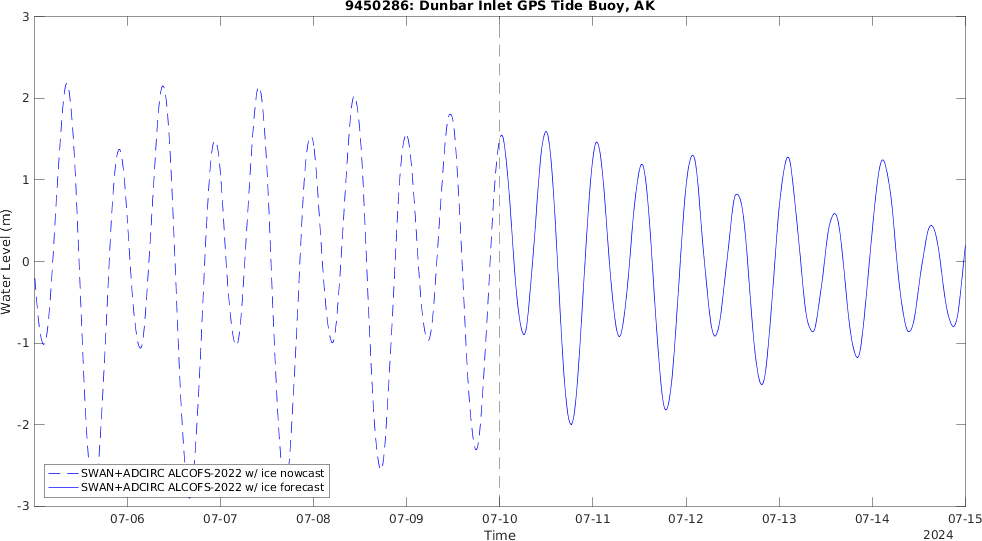 9450286: Dunbar Inlet GPS Tide Buoy, AK
3
2
1
0
-1
-2
-3
Water Level (m)
SWAN+ADCIRC ALCOFS-2022 w/ ice nowcast
SWAN+ADCIRC ALCOFS-2022 w/ ice forecast
07-06 07-07 07-08 07-09 07-10 07-11 07-12 07-13 07-14 07-15
Time
2024